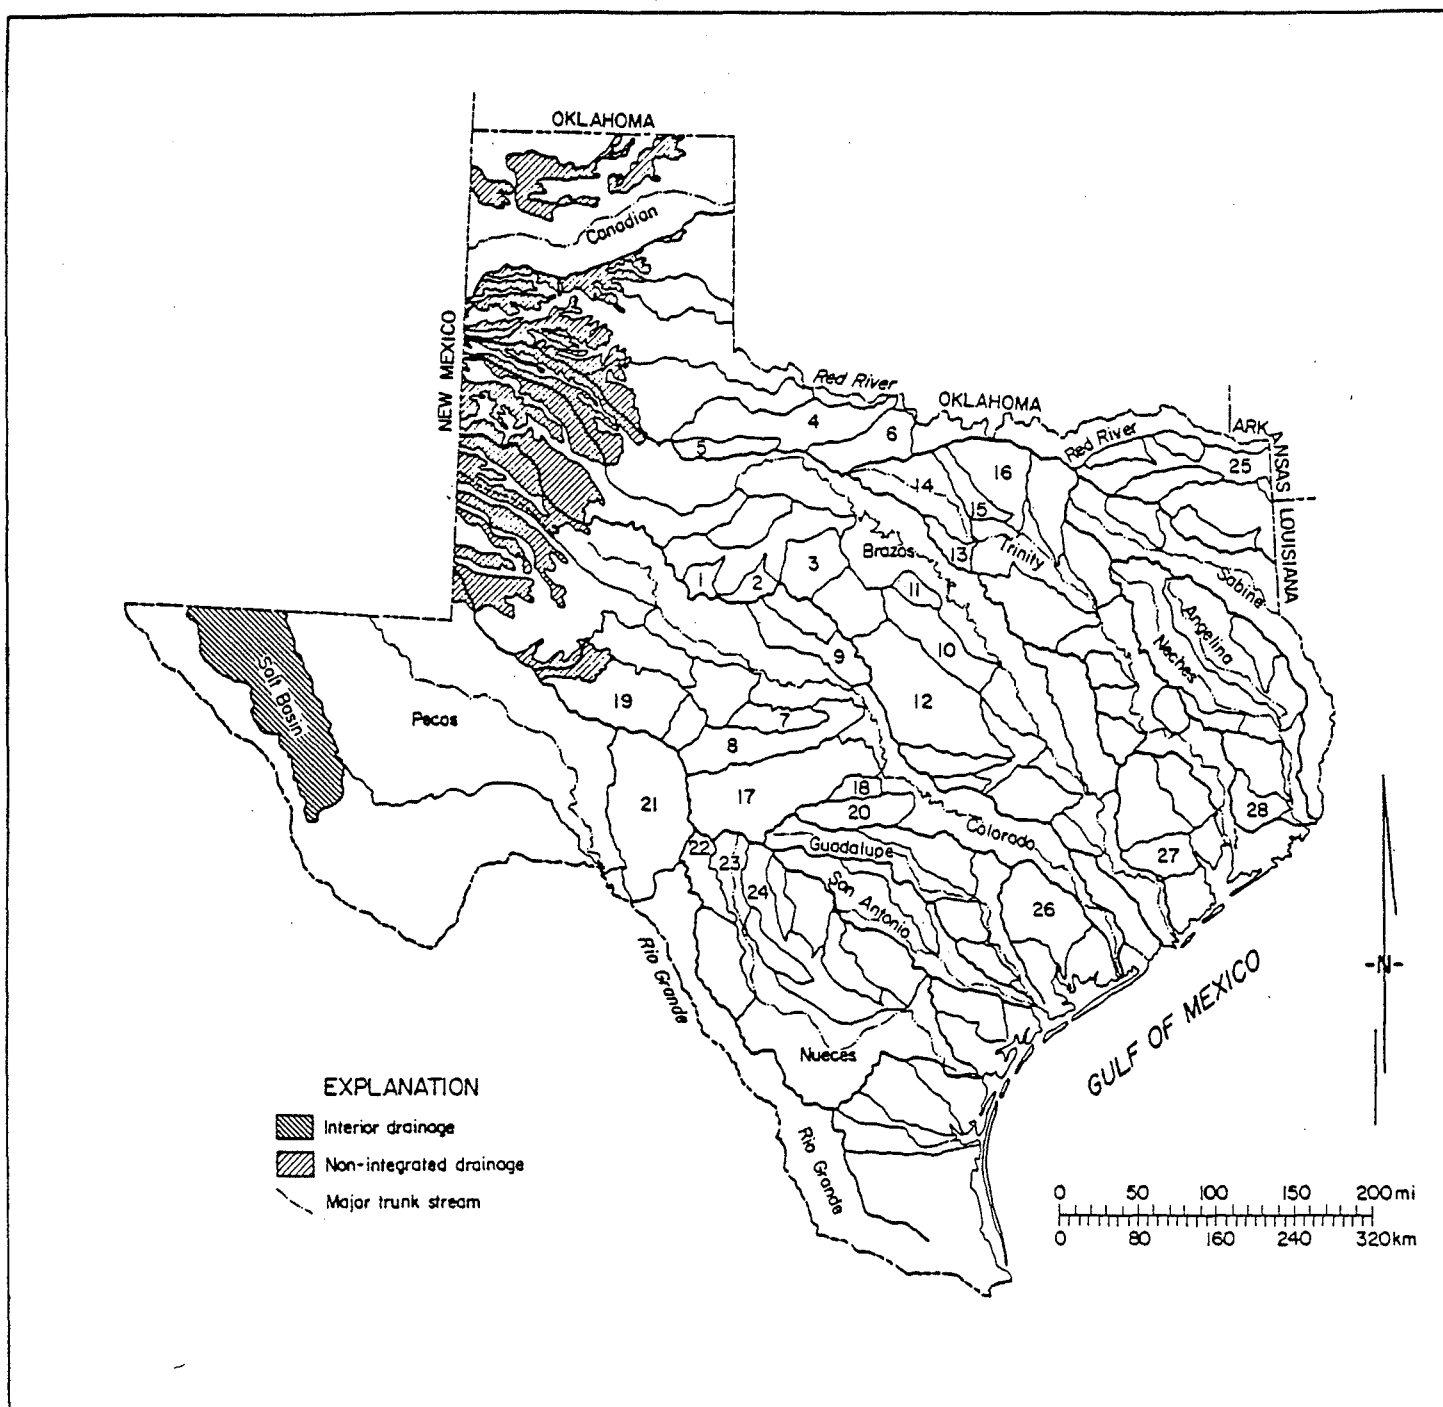 OKLAHOMA
Canadian
NEW MEXICO
Red River
OKLAHOMA
4
6
5
Red River
ARKANSAS
25
16
14
15
LOUISIANA
Brazos
13
Trinity
3
1
2
11
Sabine
Angelina
Neches
9
10
Salt Basin
Pecos
19
12
7
8
21
17
18
20
Colorado
28
22
23
Guadalupe
27
24
San Antonio
26
Rio Grande
-N-
GULF OF MEXICO
Nueces
EXPLANATION
Interior drainage
Non-integrated drainage
Major trunk stream
Rio Grande
0 50 100 150 200 mi
0 80 160 240 320 km